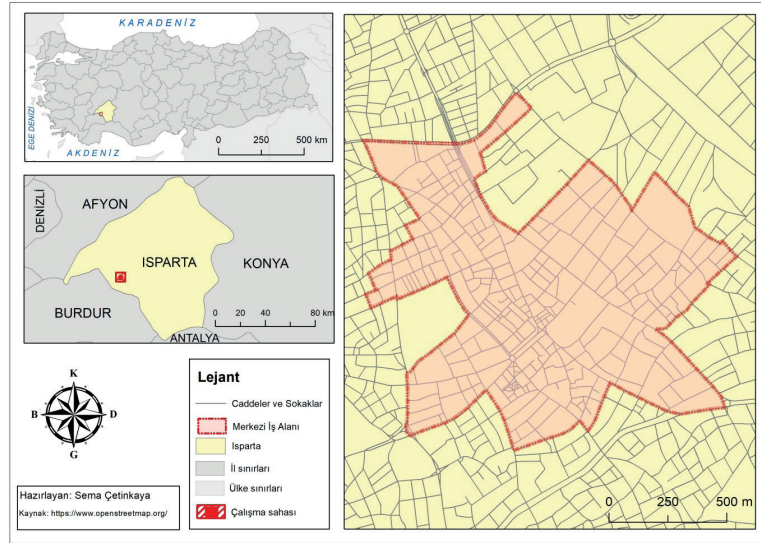 KARADENİZ
EGE DENİZİ
AKDENİZ
0 250 500 km
DENİZLİ
AFYON
ISPARTA
KONYA
BURDUR
ANTALYA
0 20 40 80 km
K
B D
G
Lejant
Caddeler ve Sokaklar
Merkezi İş Alanı
Isparta
İl sınırları
Ülke sınırları
Çalışma sahası
Hazırlayan: Sema Çetinkaya
Kaynak: https://www.openstreetmap.org/
0 250 500 m